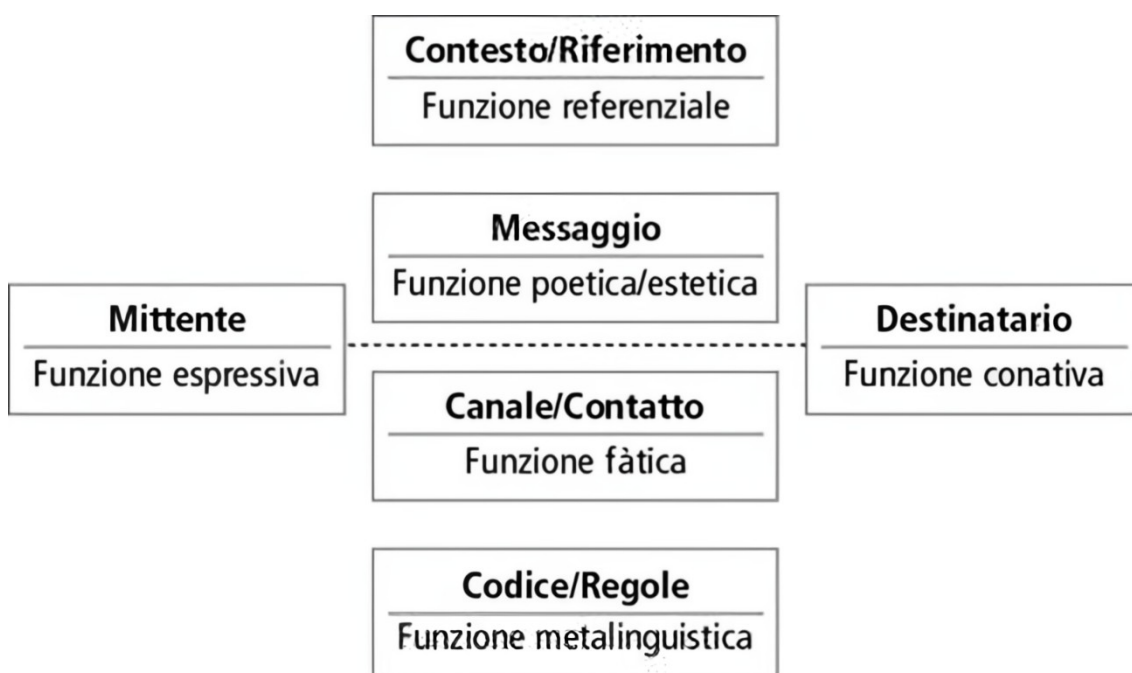 Contesto/Riferimento
Funzione referenziale
Messaggio
Funzione poetica/estetica
Mittente
Funzione espressiva
Destinatario
Funzione conativa
Canale/Contatto
Funzione fàtica
Codice/Regole
Funzione metalinguistica